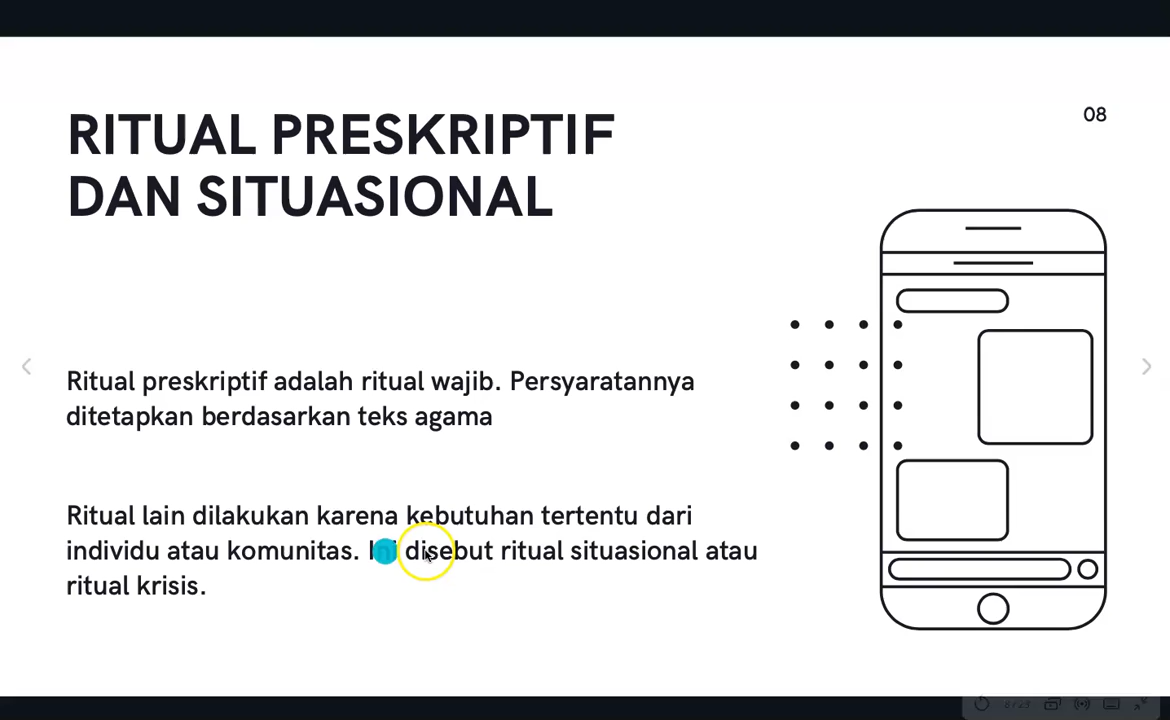 RITUAL PRESKRIPTIF
DAN SITUASIONAL
08
Ritual preskriptif adalah ritual wajib. Persyaratannya
ditetapkan berdasarkan teks agama
Ritual lain dilakukan karena kebutuhan tertentu dari
individu atau komunitas. Ini disebut ritual situasional atau
ritual krisis.